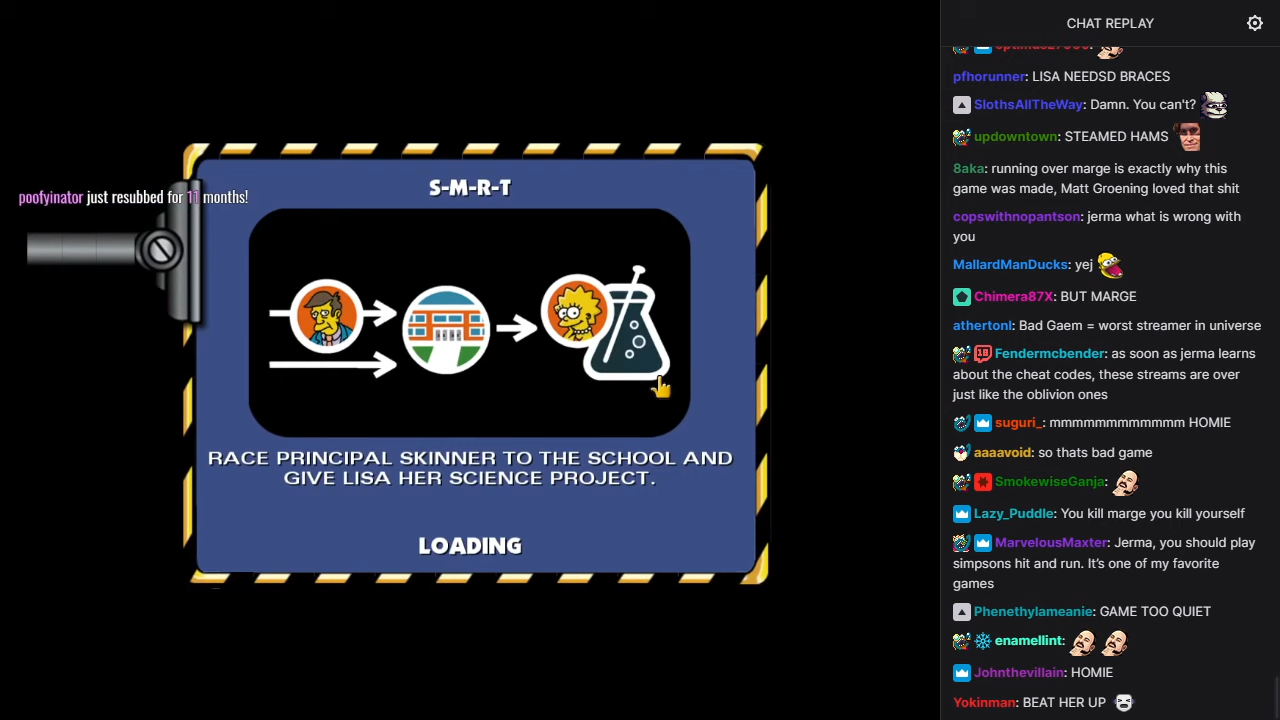 CHAT REPLAY
pfhorunner: LISA NEEDSD BRACES
SlothsAllTheWay: Damn. You can't?
updowntown: STEAMED HAMS
8aka: running over marge is exactly why this
game was made, Matt Groening loved that shit
copswithnopantson: jerma what is wrong with
you
MallardManDucks: yej
Chimera87X: BUT MARGE
athertonl: Bad Gaem = worst streamer in universe
Fendermcbender: as soon as jerma learns
about the cheat codes, these streams are over
just like the oblivion ones
suguri_: mmmmmmmmmmm HOMIE
aaaavoid: so thats bad game
SmokewiseGanja:
Lazy_Puddle: You kill marge you kill yourself
MarvelousMaxter: Jerma, you should play
simpsons hit and run. It's one of my favorite
games
Phenethylameanie: GAME TOO QUIET
enamellint:
Johnthevillain: HOMIE
Yokinman: BEAT HER UP
poofyinator just resubbed for 11 months!
S-M-R-T
RACE PRINCIPAL SKINNER TO THE SCHOOL AND
GIVE LISA HER SCIENCE PROJECT.
LOADING